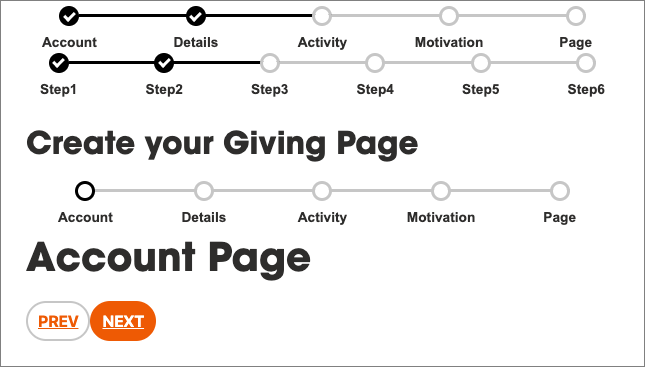 Account Details Activity Motivation Page
Step1 Step2 Step3 Step4 Step5 Step6
Create your Giving Page
Account Details Activity Motivation Page
Account Page
PREV NEXT